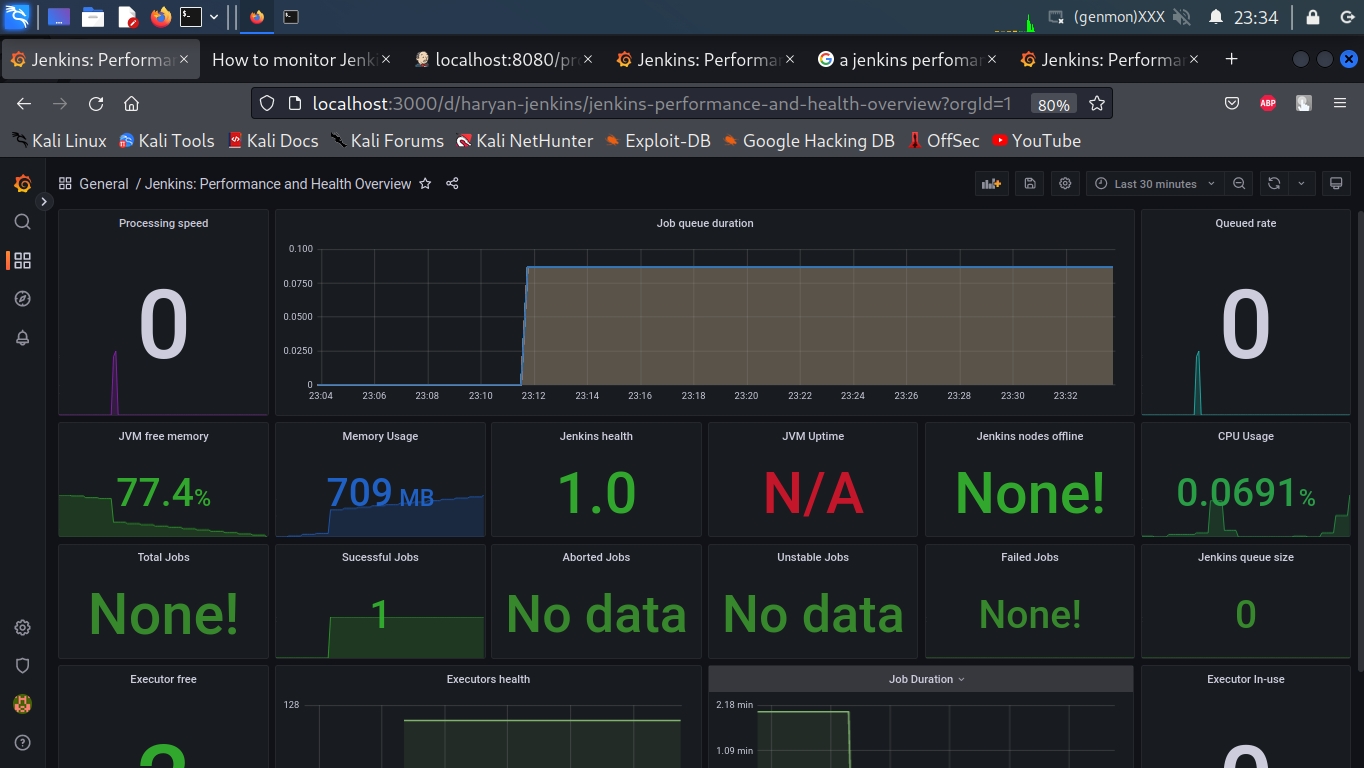 (genmon)XXX 23:34
Jenkins: Performa How to monitor Jenk localhost:8080/pr Jenkins: Performa a jenkins perfoma Jenkins: Performa
localhost:3000/d/haryan-jenkins/jenkins-performance-and-health-overview?orgId=1 80% ABP
Kali Linux Kali Tools Kali Docs Kali Forums Kali NetHunter Exploit-DB Google Hacking DB OffSec YouTube
General / Jenkins: Performance and Health Overview Last 30 minutes
Processing speed Job queue duration Queued rate
0
0.100
0.0750
0.0500
0.0250
0
23:04 23:06 23:08 23:10 23:12 23:14 23:16 23:18 23:20 23:22 23:24 23:26 23:28 23:30 23:32
0
JVM free memory Memory Usage Jenkins health JVM Uptime Jenkins nodes offline CPU Usage
77.4% 709 MB 1.0 N/A None! 0.0691%
Total Jobs Sucessful Jobs Aborted Jobs Unstable Jobs Failed Jobs Jenkins queue size
None! 1 No data No data None! 0
Executor free Executors health Job Duration Executor In-use
128 2.18 min
1.09 min